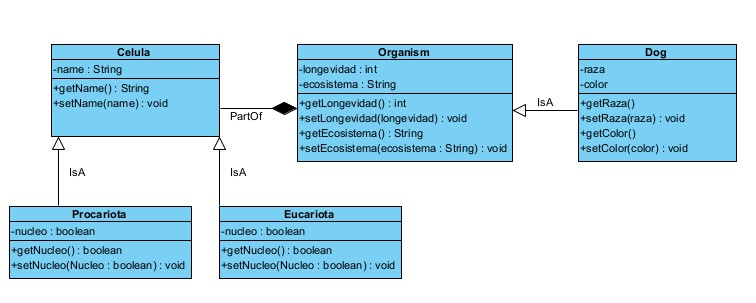 Celula
-name : String
+getName() : String
+setName(name) : void
PartOf
Organism
-longevidad : int
-ecosistema : String
+getLongevidad() : int
+setLongevidad(longevidad) : void
+getEcosistema() : String
+setEcosistema(ecosistema : String) : void
IsA
Dog
-raza
-color
+getRaza()
+setRaza(raza) : void
+getColor()
+setColor(color) : void
IsA
IsA
Procariota
-nucleo : boolean
+getNucleo() : boolean
+setNucleo(Nucleo : boolean) : void
Eucariota
-nucleo : boolean
+getNucleo() : boolean
+setNucleo(Nucleo : boolean) : void